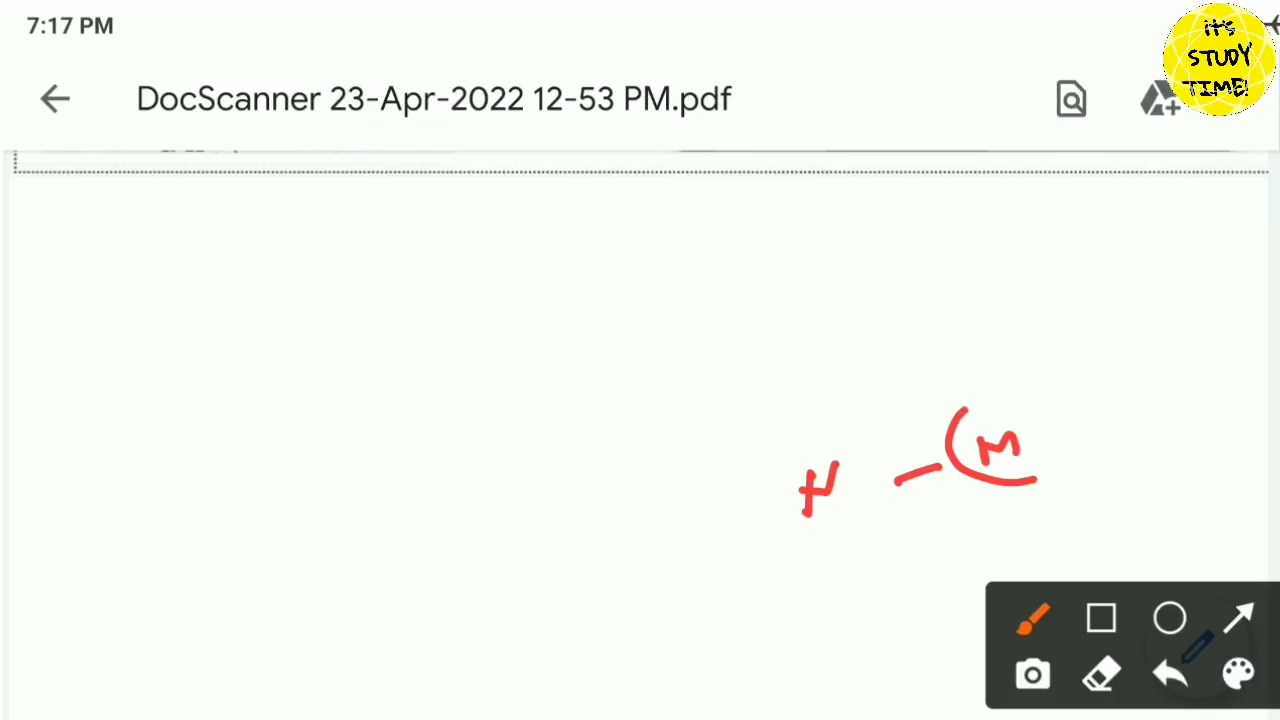 7:17 PM
IT'S
STUDY
TIME!
DocScanner 23-Apr-2022 12-53 PM.pdf
M